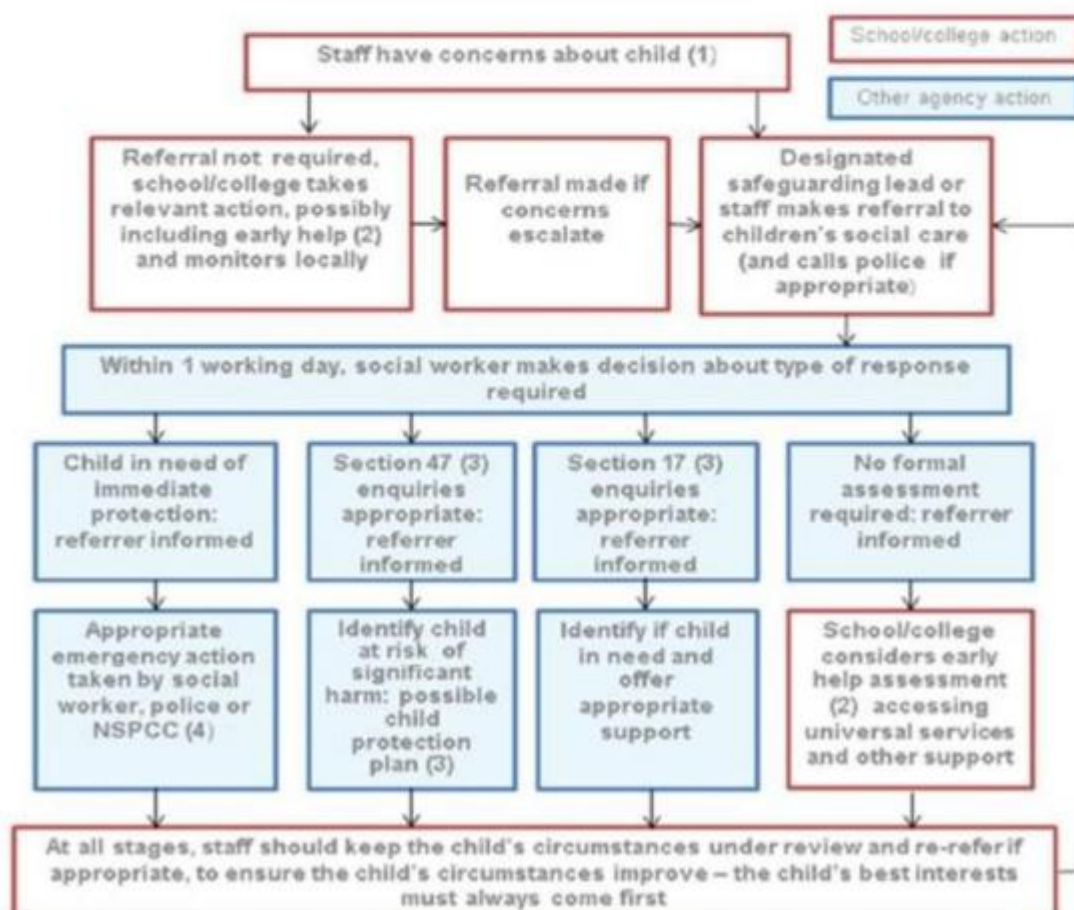 School/college action
Staff have concerns about child (1)
Other agency action
Referral not required,
school/college takes
relevant action, possibly
including early help (2)
and monitors locally
Referral made if
concerns
escalate
Designated
safeguarding lead or
staff makes referral to
children's social care
(and calls police if
appropriate)
Within 1 working day, social worker makes decision about type of response
required
Child in need of
immediate
protection:
referrer informed
Section 47 (3)
enquiries
appropriate:
referrer
informed
Section 17 (3)
enquiries
appropriate:
referrer
informed
No formal
assessment
required: referrer
informed
Appropriate
emergency action
taken by social
worker, police or
NSPCC (4)
Identify child
at risk of
significant
harm: possible
child
protection
plan (3)
Identify if child
in need and
offer
appropriate
support
School/college
considers early
help assessment
(2) accessing
universal services
and other support
At all stages, staff should keep the child's circumstances under review and re-refer if
appropriate, to ensure the child's circumstances improve – the child's best interests
must always come first